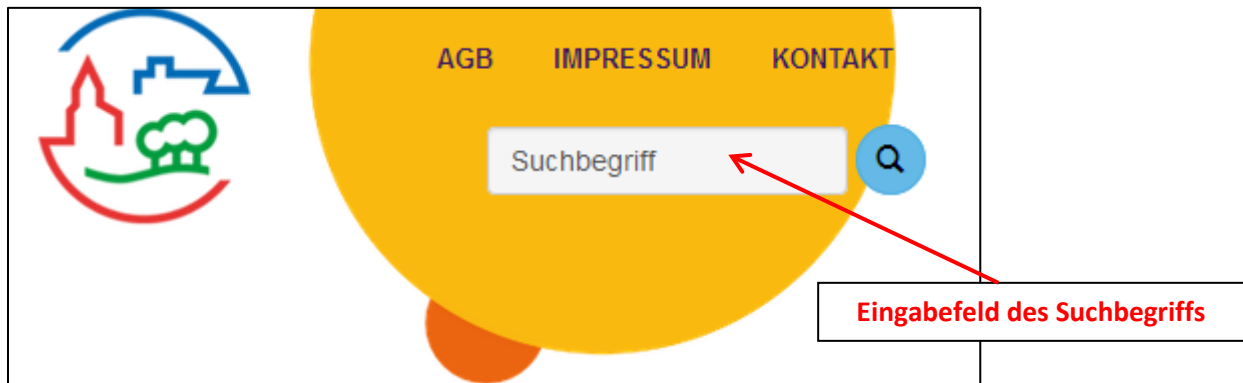 AGB IMPRESSUM KONTAKT
Suchbegriff
Eingabefeld des Suchbegriffs